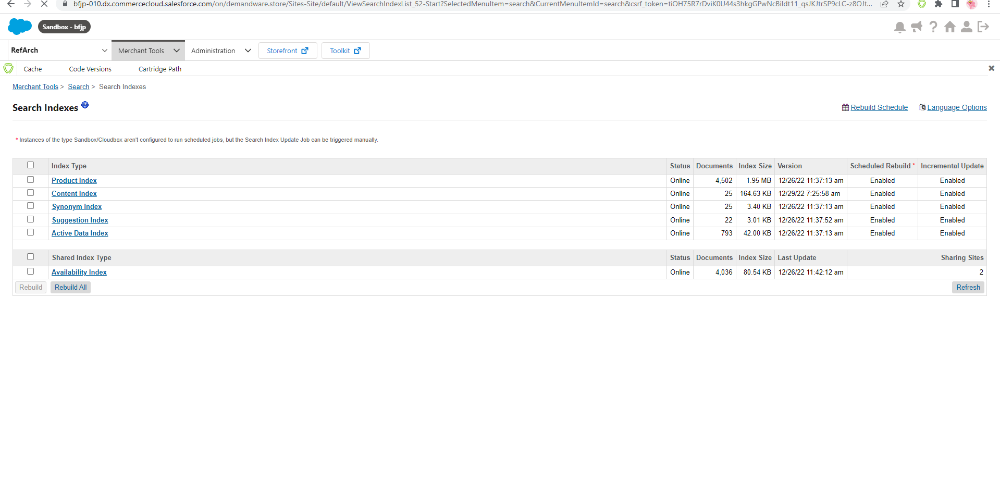 bfjp-010.dx.commercecloud.salesforce.com/on/demandware.store/Sites-Site/default/ViewSearchIndexList_52-Start?SelectedMenuItem=search&CurrentMenuItemId=search&csrf_token=tiOH75R7rDviK0U44s3hkgGPwNcBiIdt11_qsJKJtrSP9cLC-z8OJt...
Sandbox - bfjp
RefArch Merchant Tools Administration Storefront Toolkit
Cache Code Versions Cartridge Path
Merchant Tools > Search > Search Indexes
Search Indexes ? Rebuild Schedule Language Options
* Instances of the type Sandbox/Cloudbox aren't configured to run scheduled jobs, but the Search Index Update Job can be triggered manually.
Index Type Status Documents Index Size Version Scheduled Rebuild * Incremental Update
Product Index Online 4,502 1.95 MB 12/26/22 11:37:13 am Enabled Enabled
Content Index Online 25 164.63 KB 12/29/22 7:25:58 am Enabled Enabled
Synonym Index Online 25 3.40 KB 12/26/22 11:37:13 am Enabled Enabled
Suggestion Index Online 22 3.01 KB 12/26/22 11:37:52 am Enabled Enabled
Active Data Index Online 793 42.00 KB 12/26/22 11:37:13 am Enabled Enabled
Shared Index Type Status Documents Index Size Last Update Sharing Sites
Availability Index Online 4,036 80.54 KB 12/26/22 11:42:12 am 2
Rebuild Rebuild All Refresh